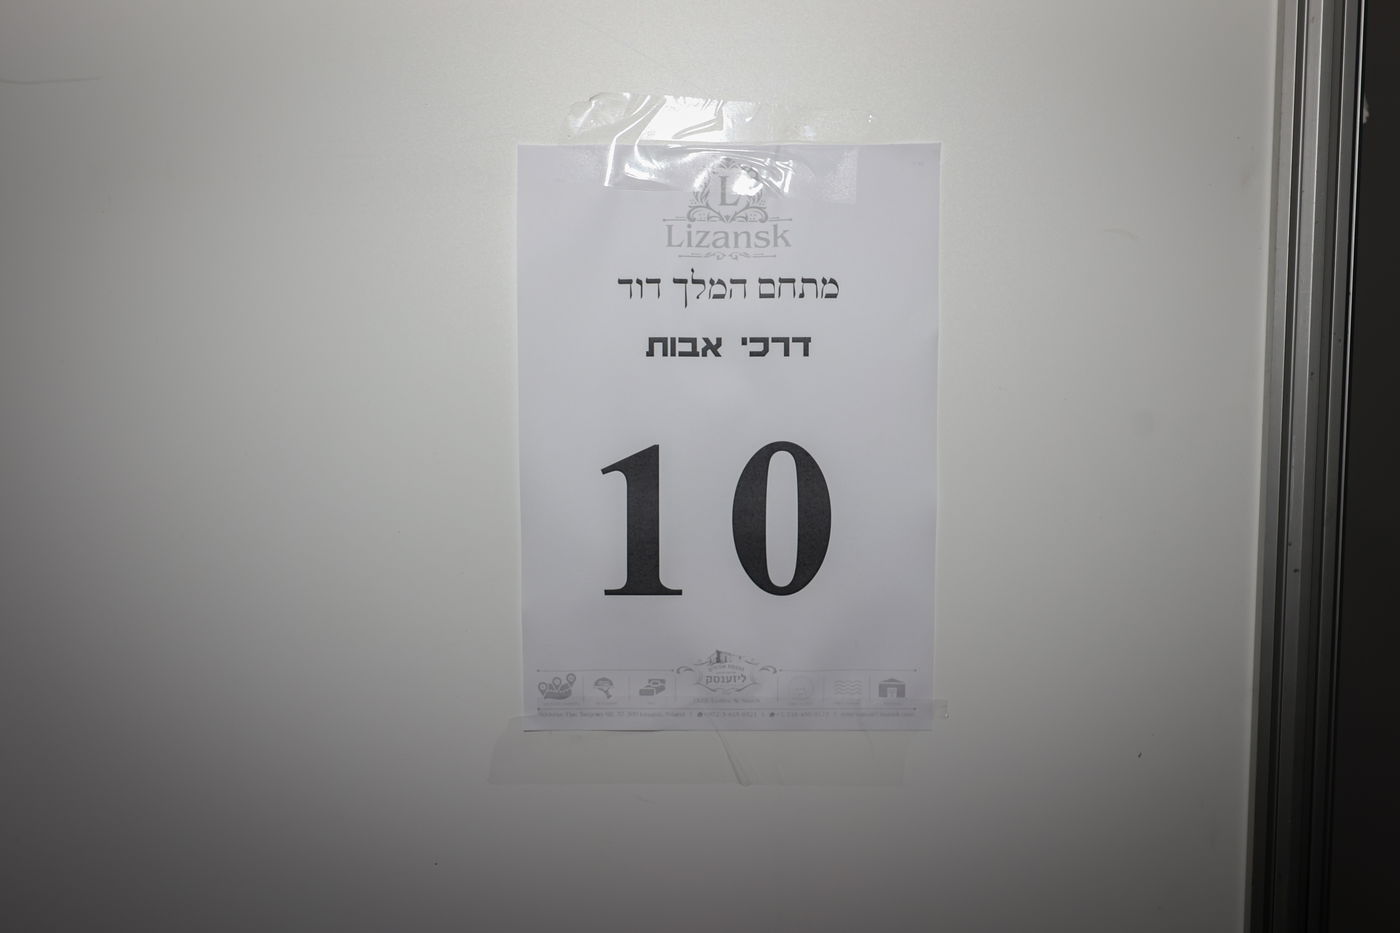 L
Lizansk
מתחם המלך דוד
דרכי אבות
10
ליזענסק